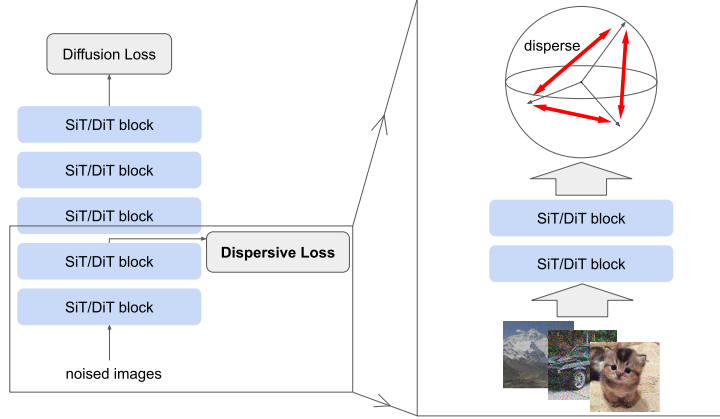 Diffusion Loss
SiT/DiT block
SiT/DiT block
SiT/DiT block
SiT/DiT block
Dispersive Loss
SiT/DiT block
noised images
disperse
SiT/DiT block
SiT/DiT block